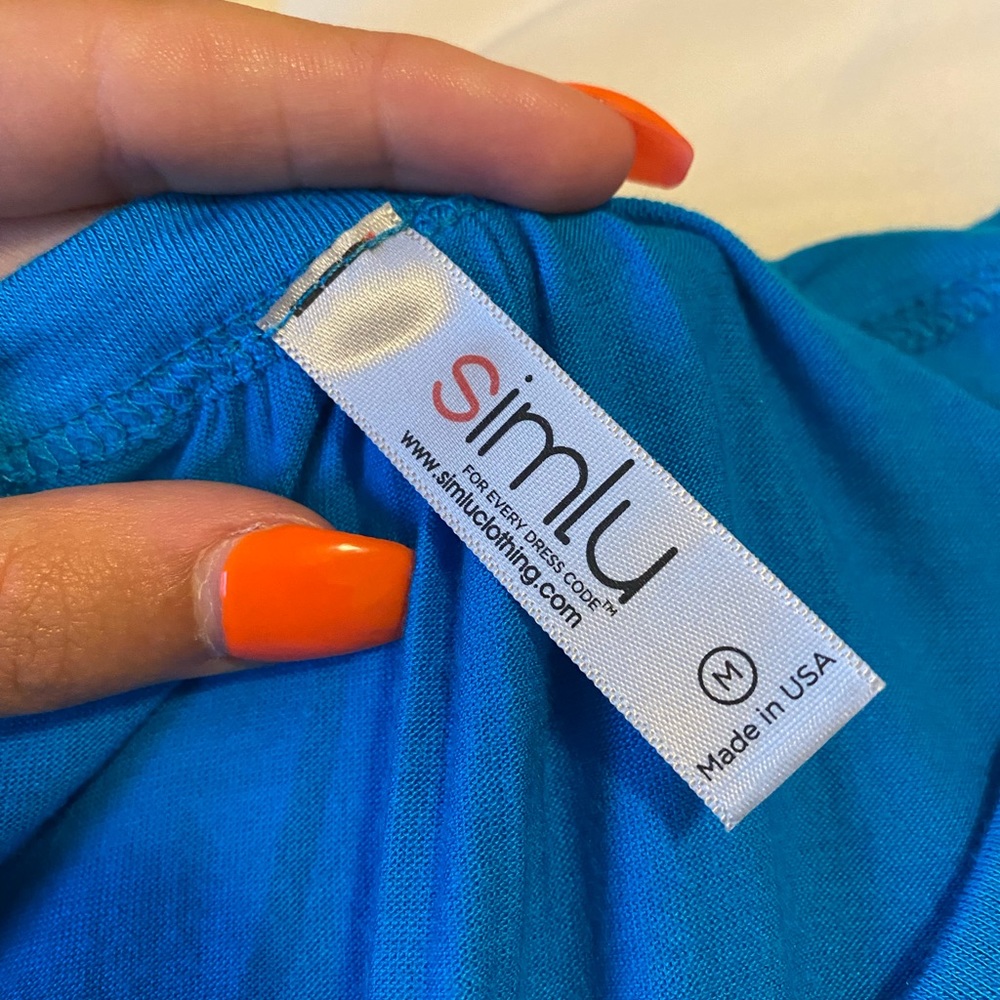 simlu
FOR EVERY DRESS CODE™
www.simluclothing.com
M
Made in USA